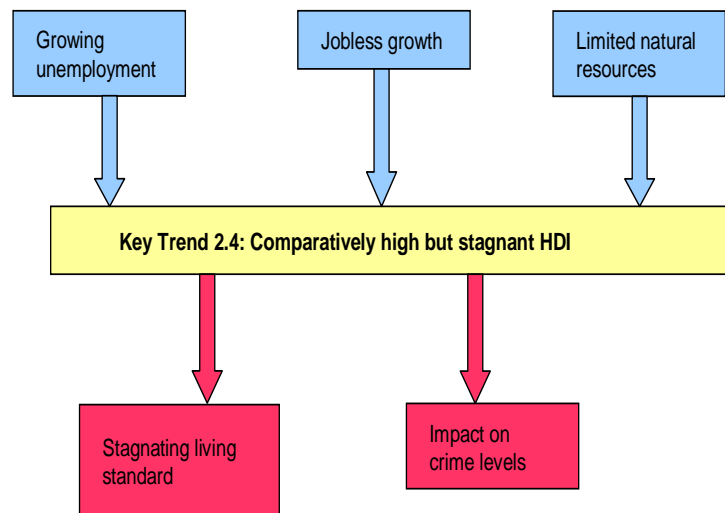 Growing
unemployment
Jobless growth
Limited natural
resources
Key Trend 2.4: Comparatively high but stagnant HDI
Stagnating living
standard
Impact on
crime levels